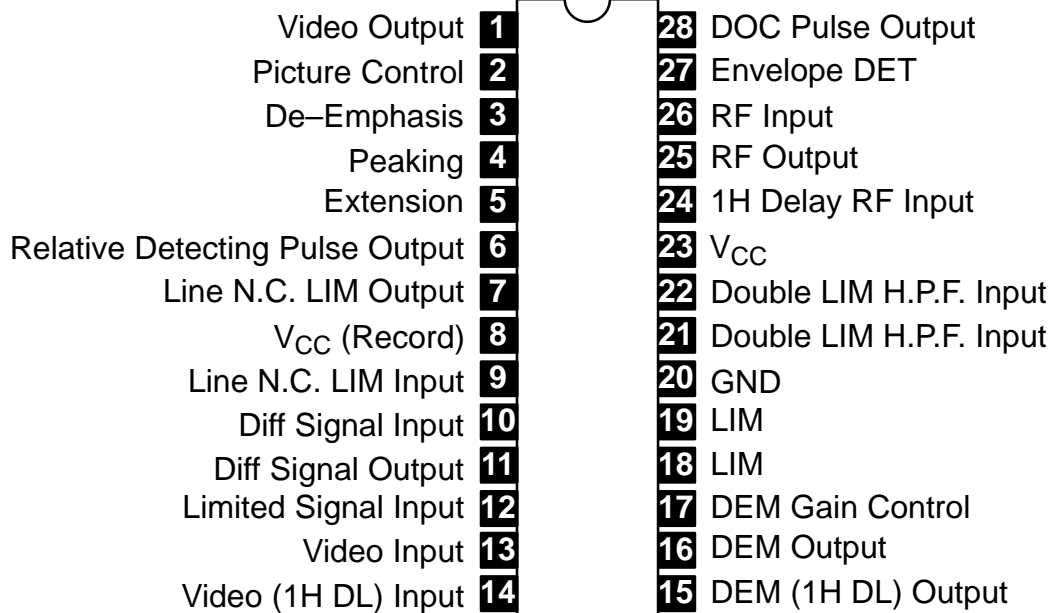 Video Output 1 28 DOC Pulse Output
Picture Control 2 27 Envelope DET
De–Emphasis 3 26 RF Input
Peaking 4 25 RF Output
Extension 5 24 1H Delay RF Input
Relative Detecting Pulse Output 6 23 VCC
Line N.C. LIM Output 7 22 Double LIM H.P.F. Input
VCC (Record) 8 21 Double LIM H.P.F. Input
Line N.C. LIM Input 9 20 GND
Diff Signal Input 10 19 LIM
Diff Signal Output 11 18 LIM
Limited Signal Input 12 17 DEM Gain Control
Video Input 13 16 DEM Output
Video (1H DL) Input 14 15 DEM (1H DL) Output